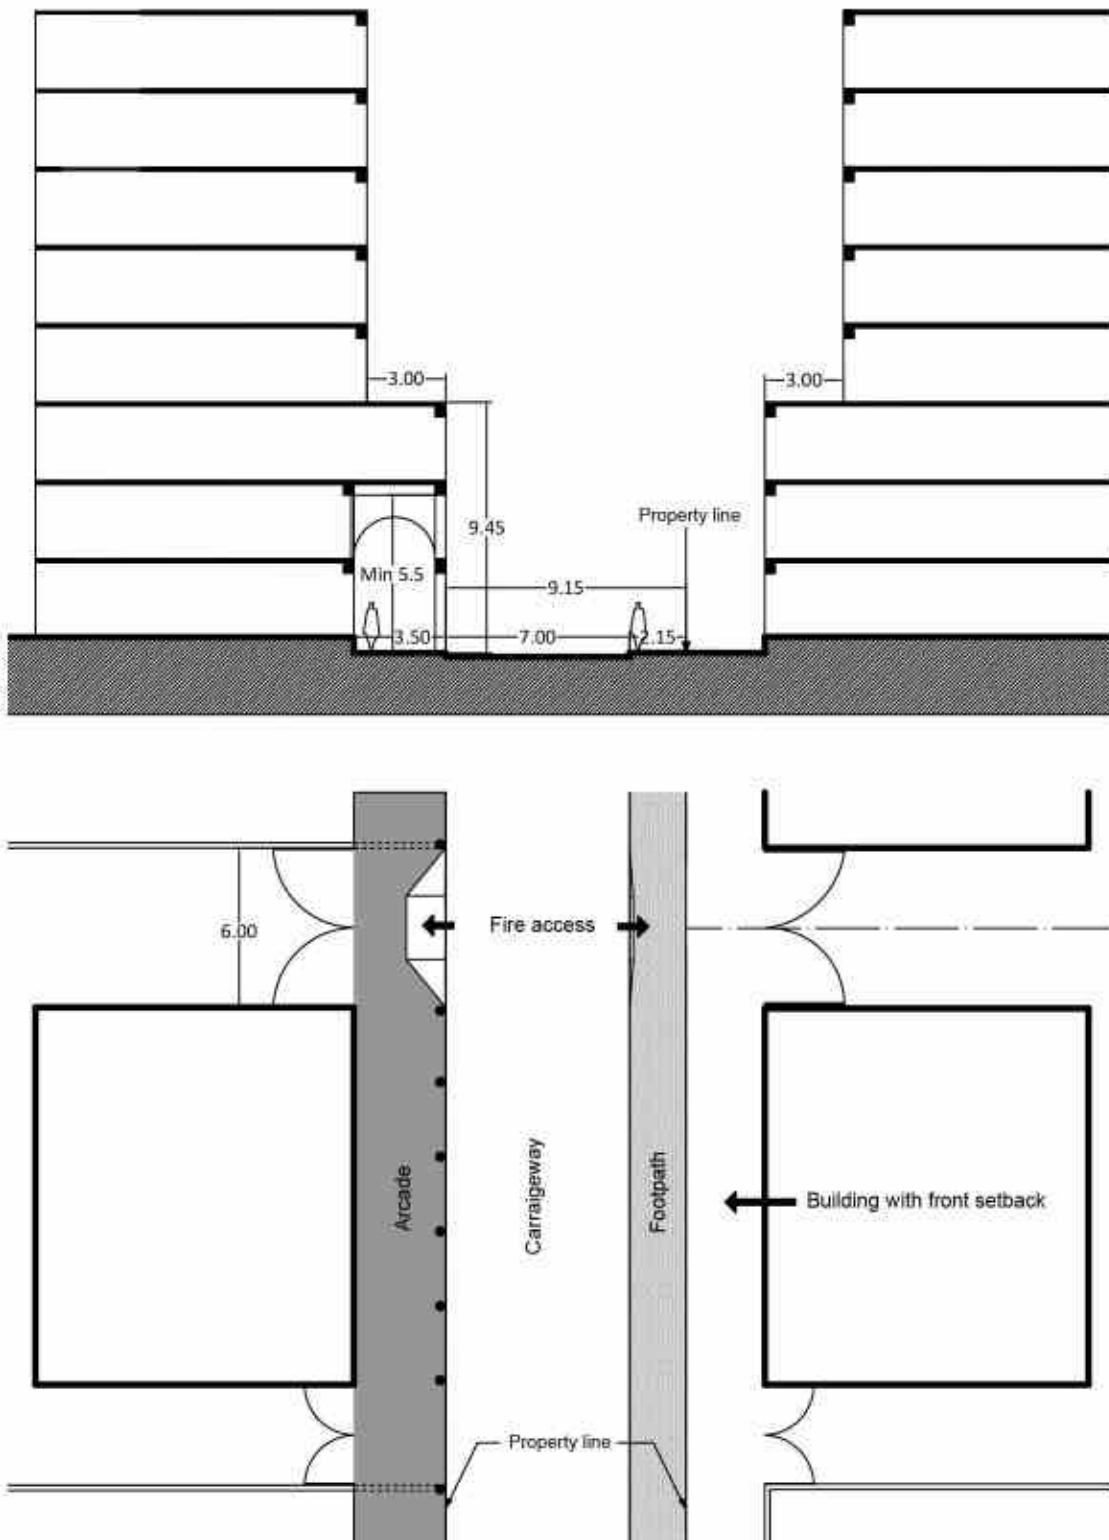 3.00
3.00
9.45
Property line
Min 5.5
9.15
3.50
7.00
2.15
6.00
Fire access
Arcade
Carraigeway
Footpath
Building with front setback
Property line